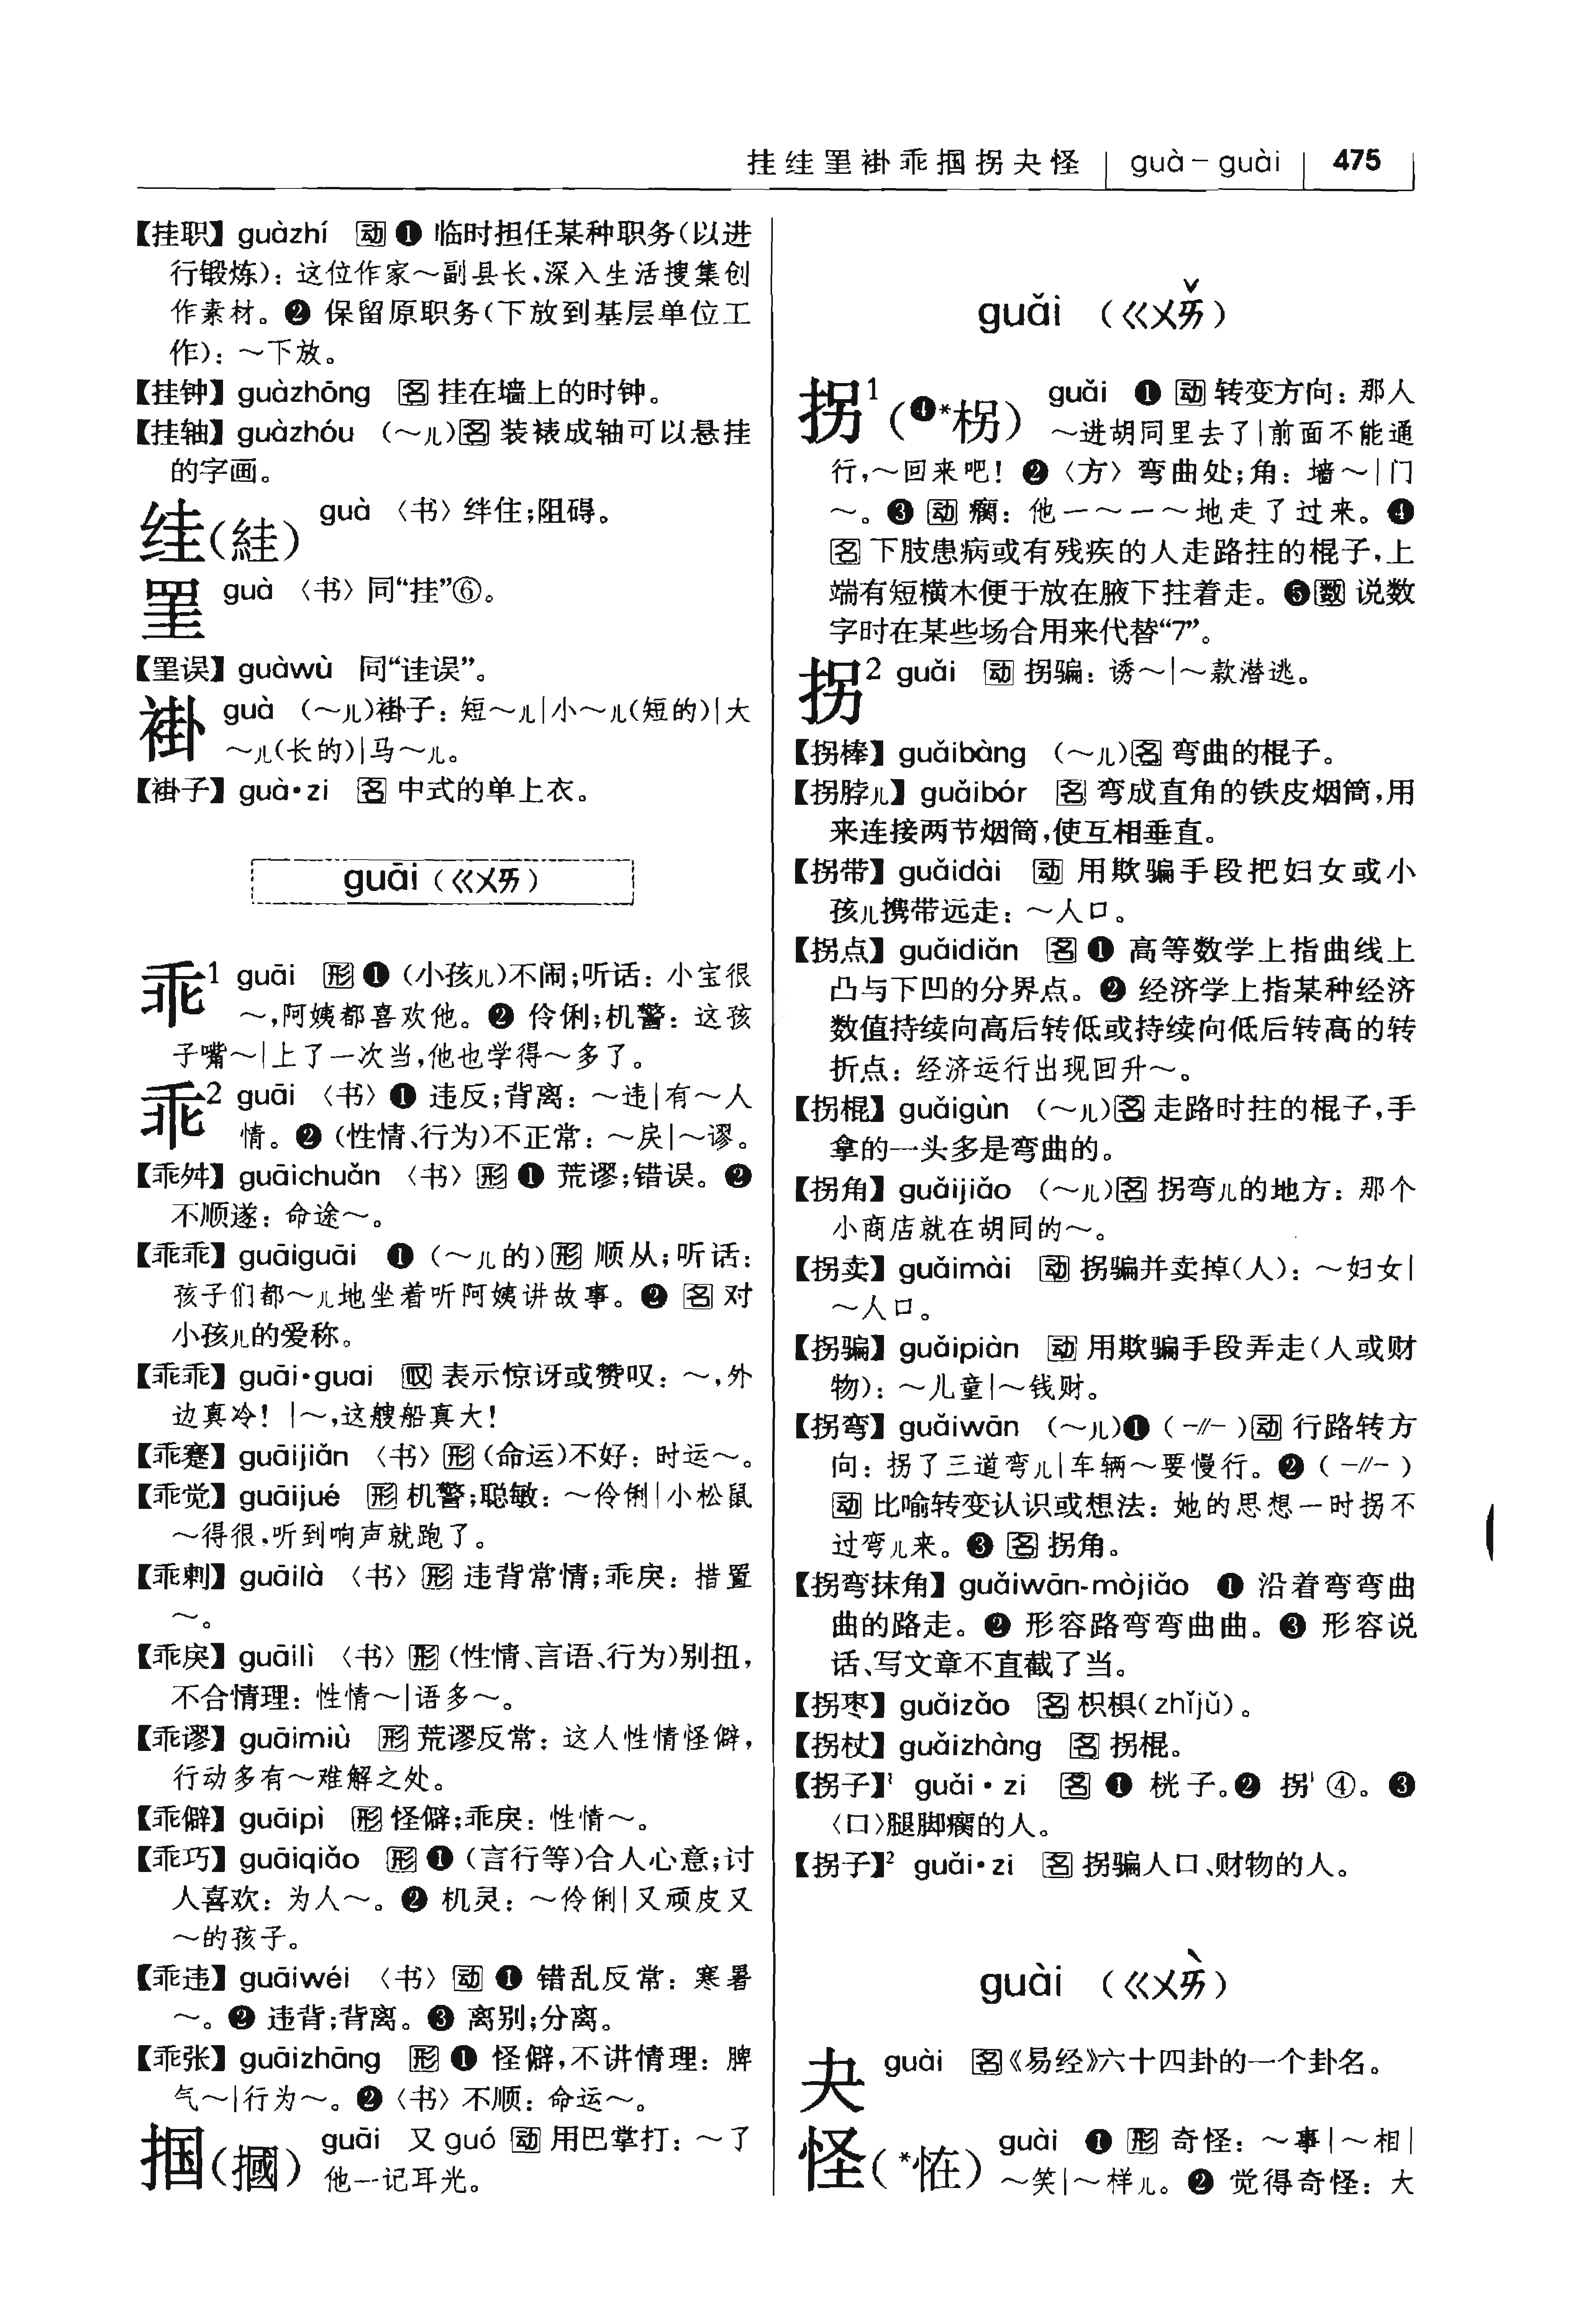 挂绖罣褂乖掴拐夬怪 | guà－guài | 475
【挂职】 guàzhí 动 ❶ 临时担任某种职务(以进
行锻炼)：这位作家～副县长,深入生活搜集创
作素材。❷ 保留原职务(下放到基层单位工
作)：～下放。
【挂钟】 guàzhōng 名 挂在墙上的时钟。
【挂轴】 guàzhóu (～儿)名 装裱成轴可以悬挂
的字画。
绖(絓) guà 〈书〉绊住;阻碍。
罣 guà 〈书〉同“挂”⑥。
【罣误】 guàwù 同“诖误”。
褂 guà (～儿)褂子：短～儿|小～儿(短的)|大
～儿(长的)|马～儿。
【褂子】 guà·zi 名 中式的单上衣。
guāi (ㄍㄨㄞ)
乖1 guāi 形 ❶ (小孩儿)不闹;听话：小宝很
～,阿姨都喜欢他。❷ 伶俐;机警：这孩
子嘴～|上了一次当,他也学得～多了。
乖2 guāi 〈书〉❶ 违反;背离：～违|有～人
情。❷ (性情、行为)不正常：～戾|～谬。
【乖舛】 guāichuǎn 〈书〉形 ❶ 荒谬;错误。❷
不顺遂：命途～。
【乖乖】 guāiguāi ❶ (～儿的)形 顺从;听话：
孩子们都～儿地坐着听阿姨讲故事。❷ 名 对
小孩儿的爱称。
【乖乖】 guāi·guai 叹 表示惊讶或赞叹：～,外
边真冷！|～,这艘船真大！
【乖蹇】 guāijiǎn 〈书〉形 (命运)不好：时运～。
【乖觉】 guāijué 形 机警;聪敏：～伶俐|小松鼠
～得很,听到响声就跑了。
【乖剌】 guāilà 〈书〉形 违背常情;乖戾：措置
～。
【乖戾】 guāilì 〈书〉形 (性情、言语、行为)别扭,
不合情理：性情～|语多～。
【乖谬】 guāimiù 形 荒谬反常：这人性情怪僻,
行动多有～难解之处。
【乖僻】 guāipì 形 怪僻;乖戾：性情～。
【乖巧】 guāiqiǎo 形 ❶ (言行等)合人心意;讨
人喜欢：为人～。❷ 机灵：～伶俐|又顽皮又
～的孩子。
【乖违】 guāiwéi 〈书〉动 ❶ 错乱反常：寒暑
～。❷ 违背;背离。❸ 离别;分离。
【乖张】 guāizhāng 形 ❶ 怪僻,不讲情理：脾
气～|行为～。❷〈书〉不顺：命运～。
掴(摑) guāi 又 guó 动 用巴掌打：～了
他一记耳光。
guǎi (ㄍㄨㄞˇ)
拐1(❹*枴) guǎi ❶ 动 转变方向：那人
～进胡同里去了|前面不能通
行,～回来吧！❷〈方〉弯曲处;角：墙～|门
～。❸ 动 瘸：他一～一～地走了过来。❹
名 下肢患病或有残疾的人走路拄的棍子,上
端有短横木便于放在腋下拄着走。❺数 说数
字时在某些场合用来代替“7”。
拐2 guǎi 动 拐骗：诱～|～款潜逃。
【拐棒】 guǎibàng (～儿)名 弯曲的棍子。
【拐脖儿】 guǎibór 名 弯成直角的铁皮烟筒,用
来连接两节烟筒,使互相垂直。
【拐带】 guǎidài 动 用欺骗手段把妇女或小
孩儿携带远走：～人口。
【拐点】 guǎidiǎn 名 ❶ 高等数学上指曲线上
凸与下凹的分界点。❷ 经济学上指某种经济
数值持续向高后转低或持续向低后转高的转
折点：经济运行出现回升～。
【拐棍】 guǎigùn (～儿)名 走路时拄的棍子,手
拿的一头多是弯曲的。
【拐角】 guǎijiǎo (～儿)名 拐弯儿的地方：那个
小商店就在胡同的～。
【拐卖】 guǎimài 动 拐骗并卖掉(人)：～妇女|
～人口。
【拐骗】 guǎipiàn 动 用欺骗手段弄走(人或财
物)：～儿童|～钱财。
【拐弯】 guǎiwān (～儿)❶ (－//－)动 行路转方
向：拐了三道弯儿|车辆～要慢行。❷ (－//－)
动 比喻转变认识或想法：她的思想一时拐不
过弯儿来。❸ 名 拐角。
【拐弯抹角】 guǎiwān-mòjiǎo ❶ 沿着弯弯曲
曲的路走。❷ 形容路弯弯曲曲。❸ 形容说
话、写文章不直截了当。
【拐枣】 guǎizǎo 名 枳椇(zhǐjǔ)。
【拐杖】 guǎizhàng 名 拐棍。
【拐子】1 guǎi·zi 名 ❶ 桄子。❷ 拐1④。❸
〈口〉腿脚瘸的人。
【拐子】2 guǎi·zi 名 拐骗人口、财物的人。
guài (ㄍㄨㄞˋ)
夬 guài 名《易经》六十四卦的一个卦名。
怪(*恠) guài ❶ 形 奇怪：～事|～相|
～笑|～样儿。❷ 觉得奇怪：大